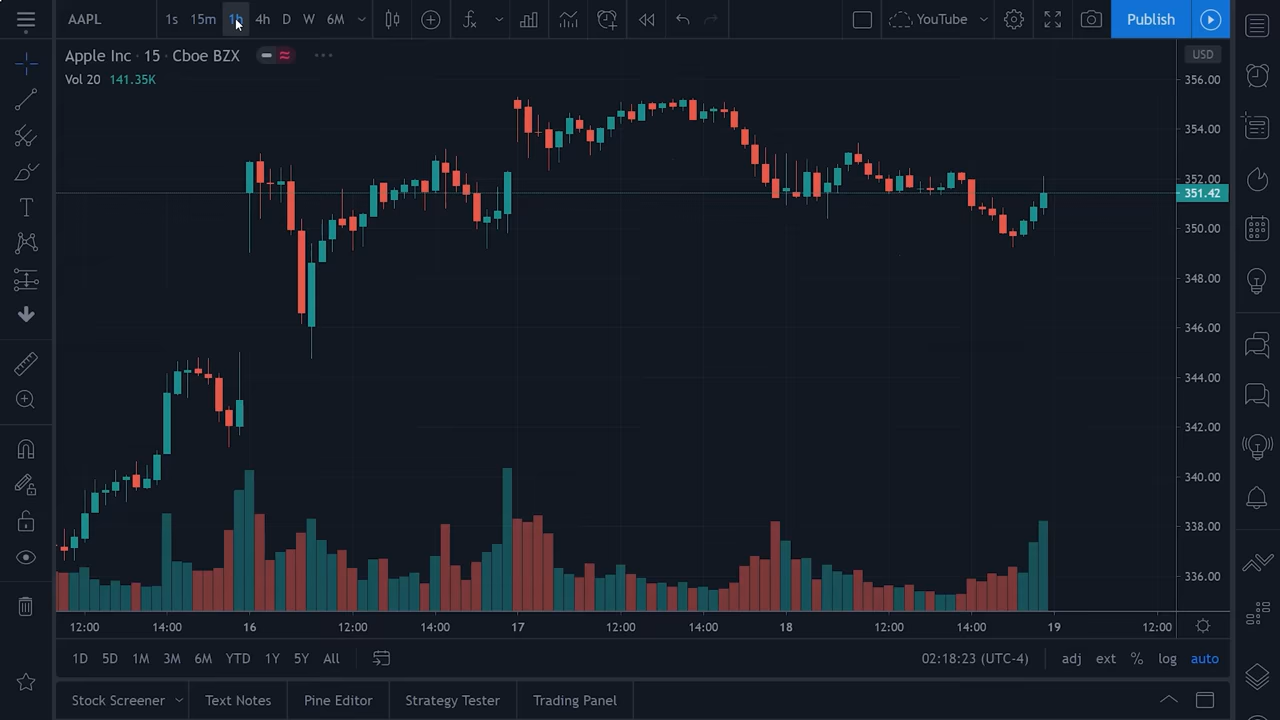 AAPL 1s 15m 1h 4h D W 6M YouTube Publish
Apple Inc · 15 · Cboe BZX
USD
Vol 20 141.35K
356.00
354.00
352.00
351.42
350.00
348.00
346.00
344.00
342.00
340.00
338.00
336.00
12:00 14:00 16 12:00 14:00 17 12:00 14:00 18 12:00 14:00 19 12:00
1D 5D 1M 3M 6M YTD 1Y 5Y All 02:18:23 (UTC-4) adj ext % log auto
Stock Screener Text Notes Pine Editor Strategy Tester Trading Panel